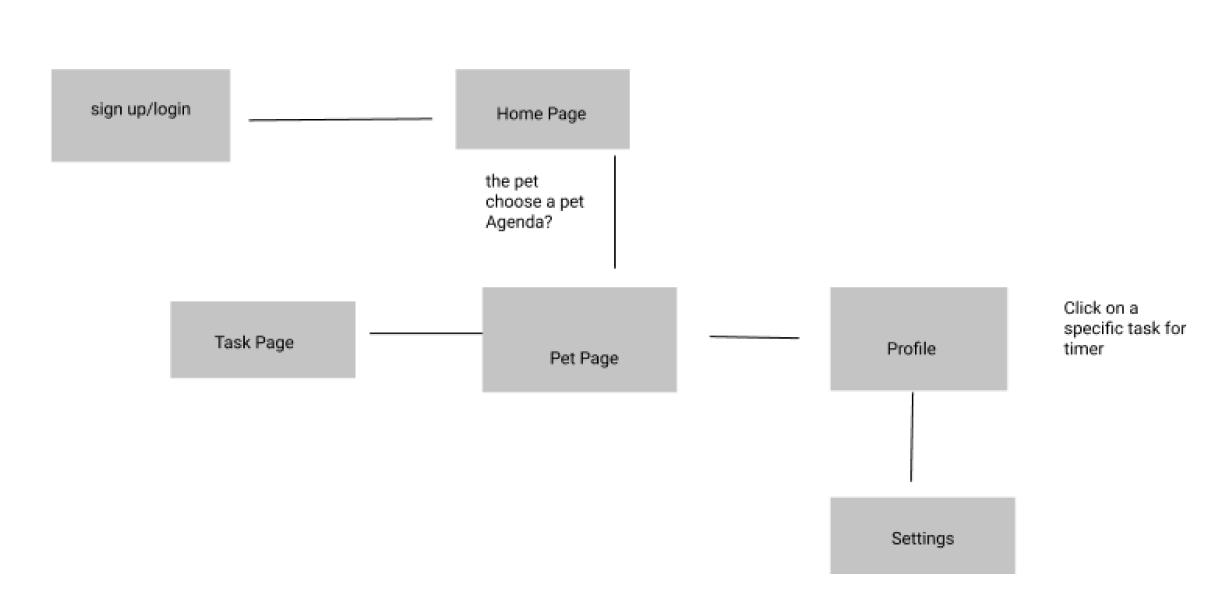 sign up/login
Home Page
the pet
choose a pet
Agenda?
Task Page
Pet Page
Profile
Click on a
specific task for
timer
Settings